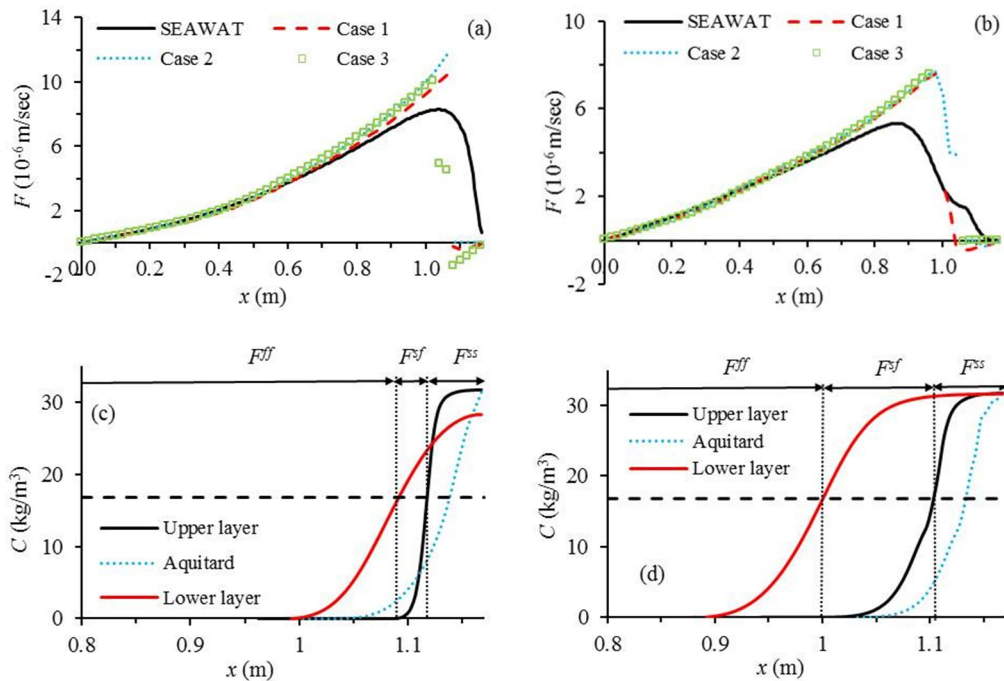 14
SEAWAT
Case 1
(a)
Case 2
Case 3
10
6
2
-2
0.0
0.2
0.4
0.6
0.8
1.0
F (10⁻⁶ m/sec)
x (m)
10
SEAWAT
Case 1
(b)
Case 2
Case 3
6
2
-2
0.0
0.2
0.4
0.6
0.8
1.0
F (10⁻⁶ m/sec)
x (m)
Fᶠᶠ
Fˢᶠ
Fˢˢ
(c)
30
20
10
0
Upper layer
Aquitard
Lower layer
0.8
0.9
1
1.1
C (kg/m³)
x (m)
Fᶠᶠ
Fˢᶠ
Fˢˢ
Upper layer
Aquitard
Lower layer
30
20
10
0
(d)
0.8
0.9
1
1.1
C (kg/m³)
x (m)